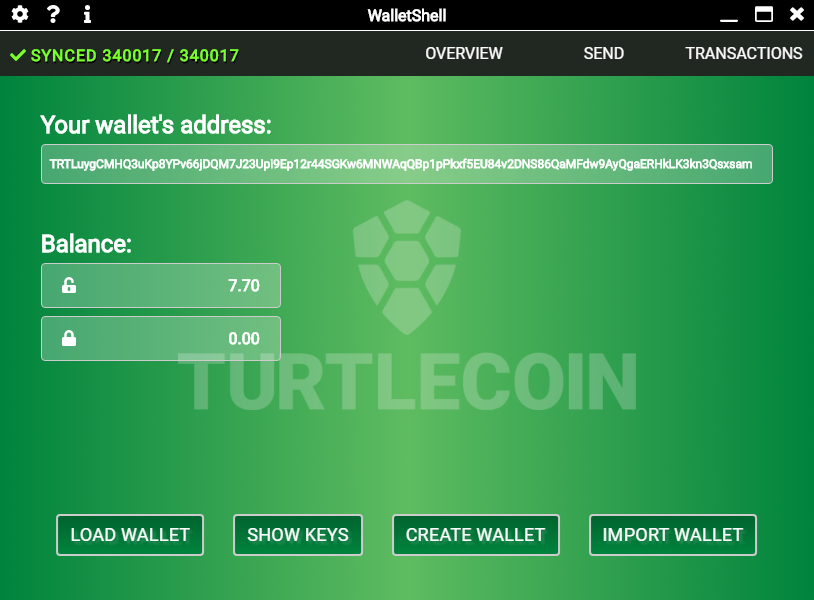 WalletShell
SYNCED 340017 / 340017
OVERVIEW
SEND
TRANSACTIONS
Your wallet's address:
TRTLuygCMHQ3uKp8YPv66jDQM7J23Upi9Ep12r44SGKw6MNWAqQBp1pPkxf5EU84v2DNS86QaMFdw9AyQgaERHkLK3kn3Qsxsam
Balance:
7.70
0.00
TURTLECOIN
LOAD WALLET
SHOW KEYS
CREATE WALLET
IMPORT WALLET